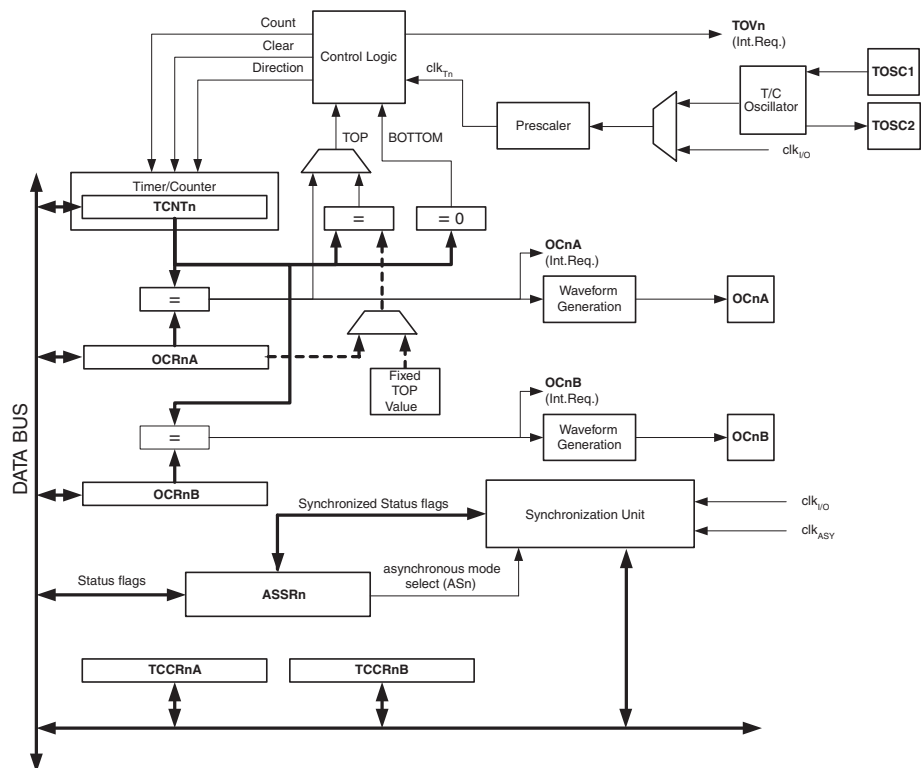 Count
Clear
Direction
Control Logic
TOVn
(Int.Req.)
clkTn
TOP
BOTTOM
Prescaler
T/C
Oscillator
TOSC1
TOSC2
clkI/O
Timer/Counter
TCNTn
=
= 0
OCnA
(Int.Req.)
=
Waveform
Generation
OCnA
OCRnA
Fixed
TOP
Value
OCnB
(Int.Req.)
=
Waveform
Generation
OCnB
OCRnB
DATA BUS
Synchronized Status flags
Synchronization Unit
clkI/O
clkASY
Status flags
ASSRn
asynchronous mode
select (ASn)
TCCRnA
TCCRnB